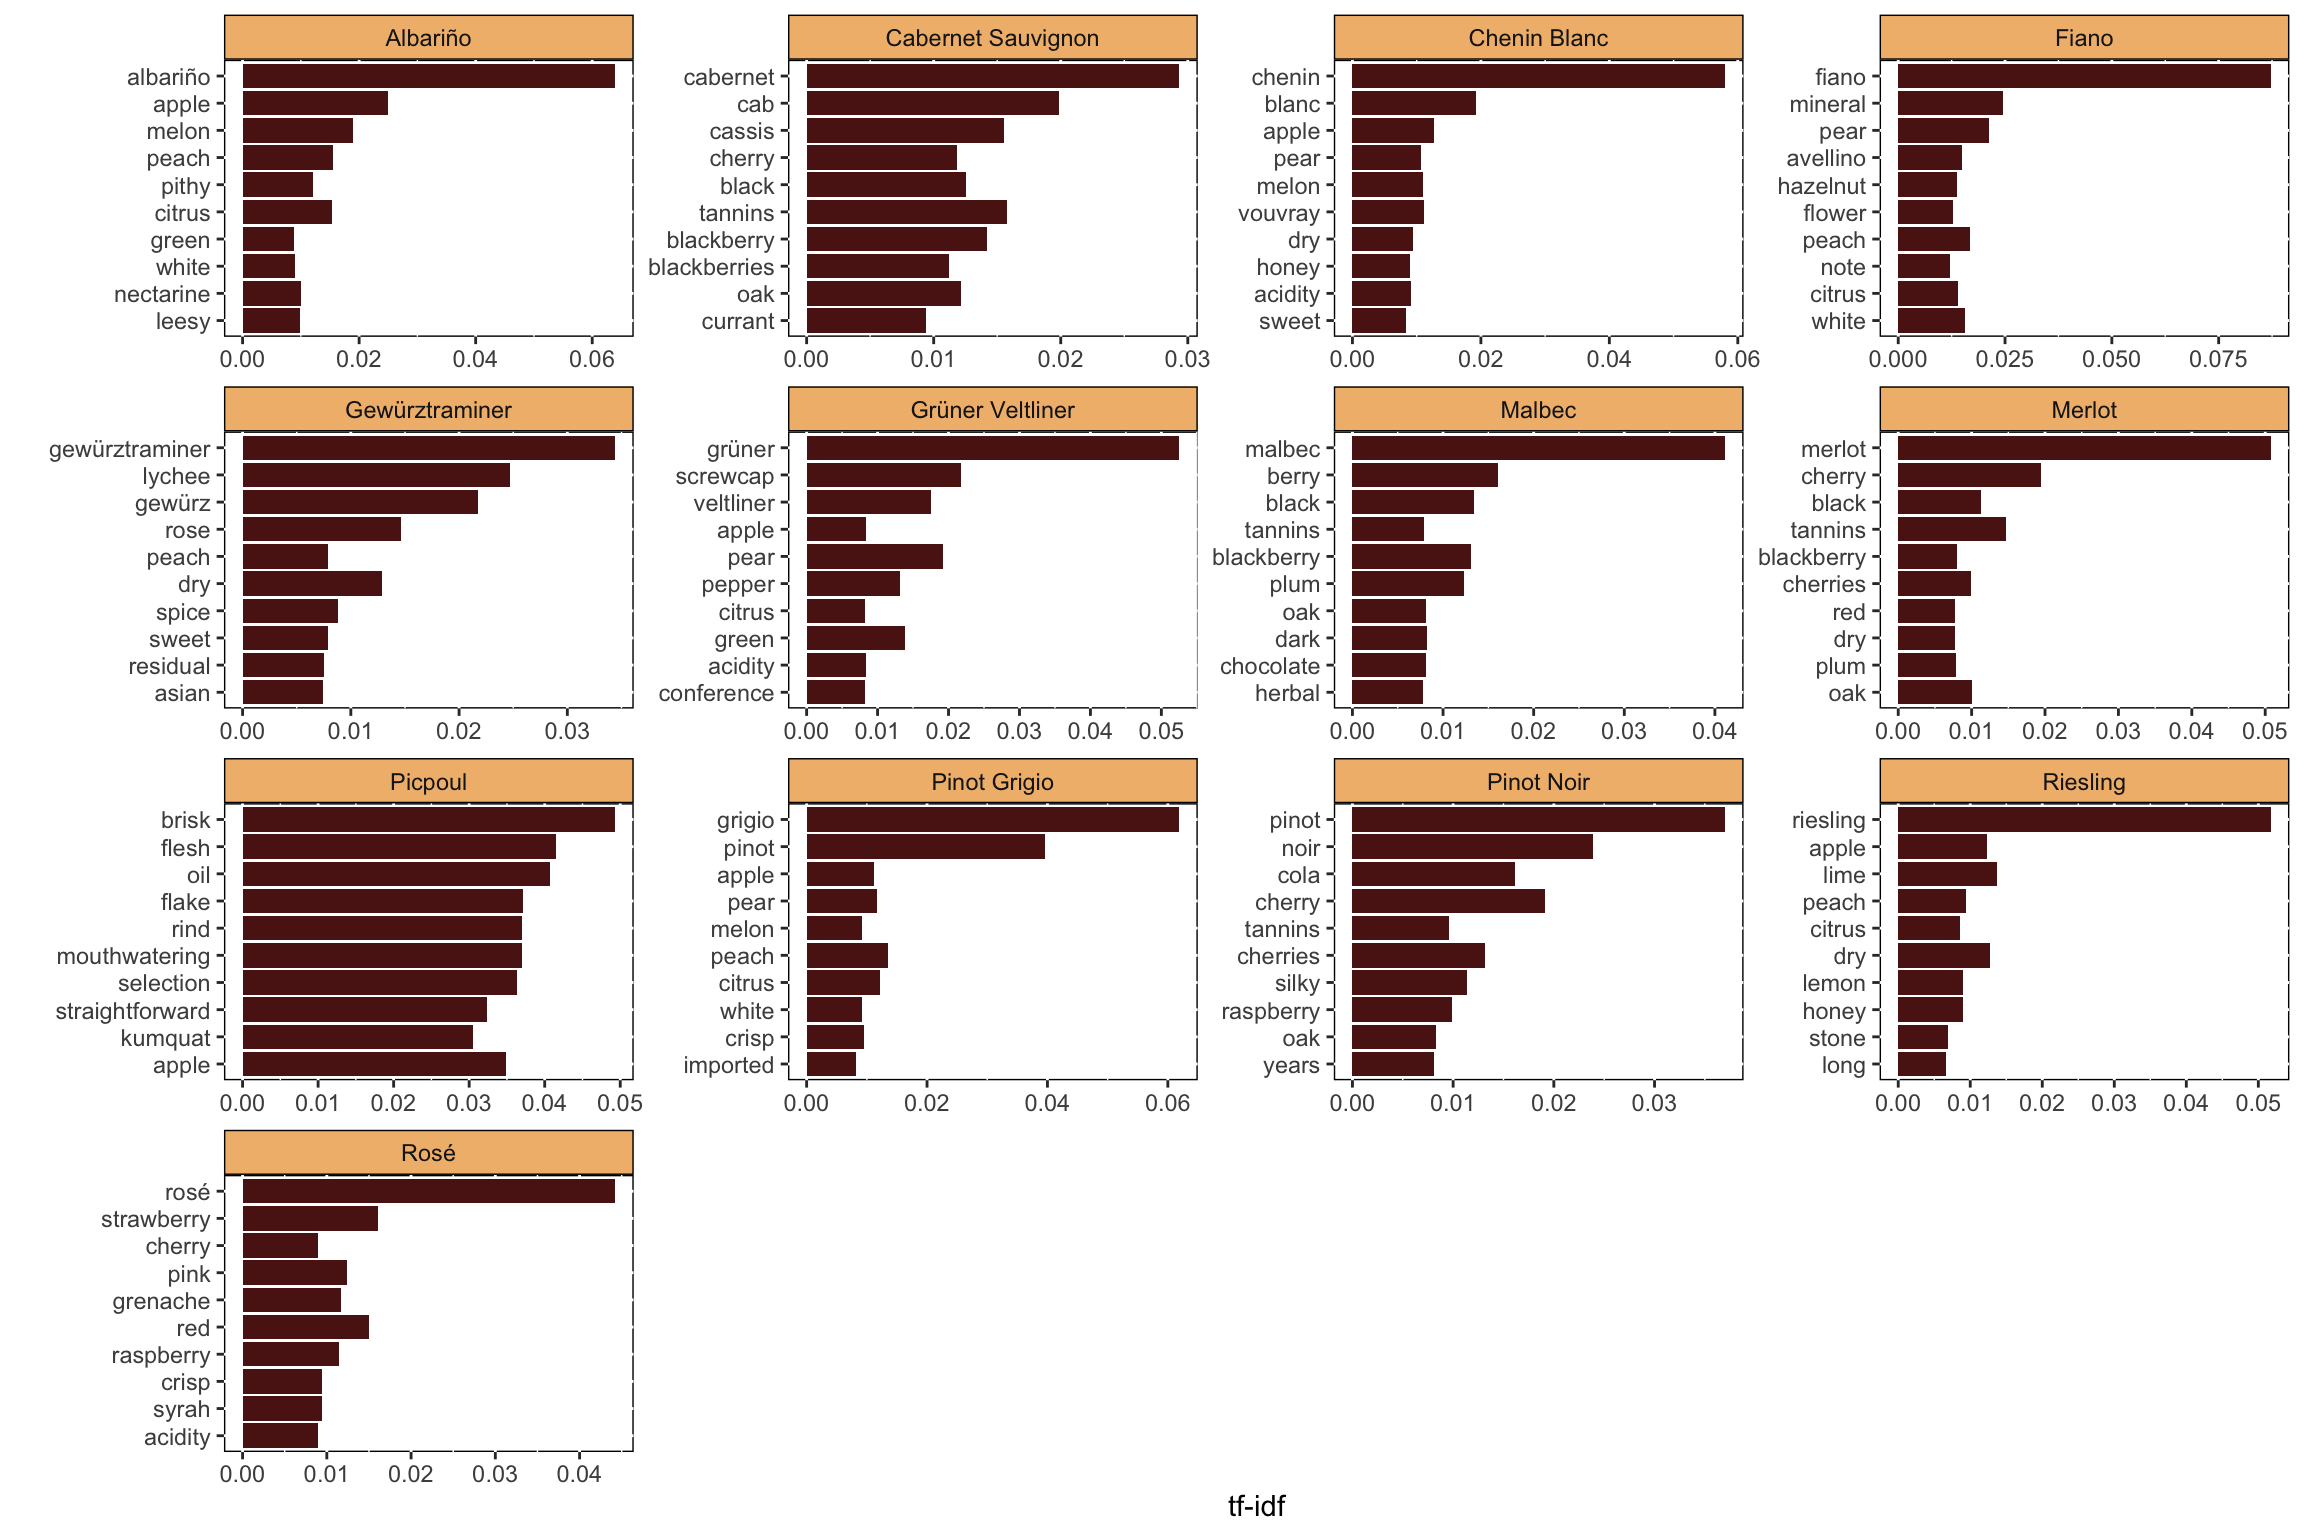 Albariño
albariño
apple
melon
peach
pithy
citrus
green
white
nectarine
leesy
0.00 0.02 0.04 0.06
Cabernet Sauvignon
cabernet
cab
cassis
cherry
black
tannins
blackberry
blackberries
oak
currant
0.00 0.01 0.02 0.03
Chenin Blanc
chenin
blanc
apple
pear
melon
vouvray
dry
honey
acidity
sweet
0.00 0.02 0.04 0.06
Fiano
fiano
mineral
pear
avellino
hazelnut
flower
peach
note
citrus
white
0.000 0.025 0.050 0.075
Gewürztraminer
gewürztraminer
lychee
gewürz
rose
peach
dry
spice
sweet
residual
asian
0.00 0.01 0.02 0.03
Grüner Veltliner
grüner
screwcap
veltliner
apple
pear
pepper
citrus
green
acidity
conference
0.00 0.01 0.02 0.03 0.04 0.05
Malbec
malbec
berry
black
tannins
blackberry
plum
oak
dark
chocolate
herbal
0.00 0.01 0.02 0.03 0.04
Merlot
merlot
cherry
black
tannins
blackberry
cherries
red
dry
plum
oak
0.00 0.01 0.02 0.03 0.04 0.05
Picpoul
brisk
flesh
oil
flake
rind
mouthwatering
selection
straightforward
kumquat
apple
0.00 0.01 0.02 0.03 0.04 0.05
Pinot Grigio
grigio
pinot
apple
pear
melon
peach
citrus
white
crisp
imported
0.00 0.02 0.04 0.06
Pinot Noir
pinot
noir
cola
cherry
tannins
cherries
silky
raspberry
oak
years
0.00 0.01 0.02 0.03
Riesling
riesling
apple
lime
peach
citrus
dry
lemon
honey
stone
long
0.00 0.01 0.02 0.03 0.04 0.05
Rosé
rosé
strawberry
cherry
pink
grenache
red
raspberry
crisp
syrah
acidity
0.00 0.01 0.02 0.03 0.04
tf-idf